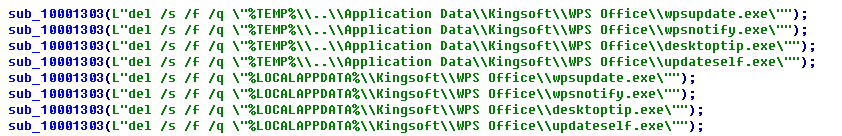 sub_10001303(L"del /s /f /q \"%TEMP%\\..\\Application Data\\Kingsoft\\WPS Office\\wpsupdate.exe\"");
sub_10001303(L"del /s /f /q \"%TEMP%\\..\\Application Data\\Kingsoft\\WPS Office\\wpsnotify.exe\"");
sub_10001303(L"del /s /f /q \"%TEMP%\\..\\Application Data\\Kingsoft\\WPS Office\\desktoptip.exe\"");
sub_10001303(L"del /s /f /q \"%TEMP%\\..\\Application Data\\Kingsoft\\WPS Office\\updateself.exe\"");
sub_10001303(L"del /s /f /q \"%LOCALAPPDATA%\\Kingsoft\\WPS Office\\wpsupdate.exe\"");
sub_10001303(L"del /s /f /q \"%LOCALAPPDATA%\\Kingsoft\\WPS Office\\wpsnotify.exe\"");
sub_10001303(L"del /s /f /q \"%LOCALAPPDATA%\\Kingsoft\\WPS Office\\desktoptip.exe\"");
sub_10001303(L"del /s /f /q \"%LOCALAPPDATA%\\Kingsoft\\WPS Office\\updateself.exe\"");